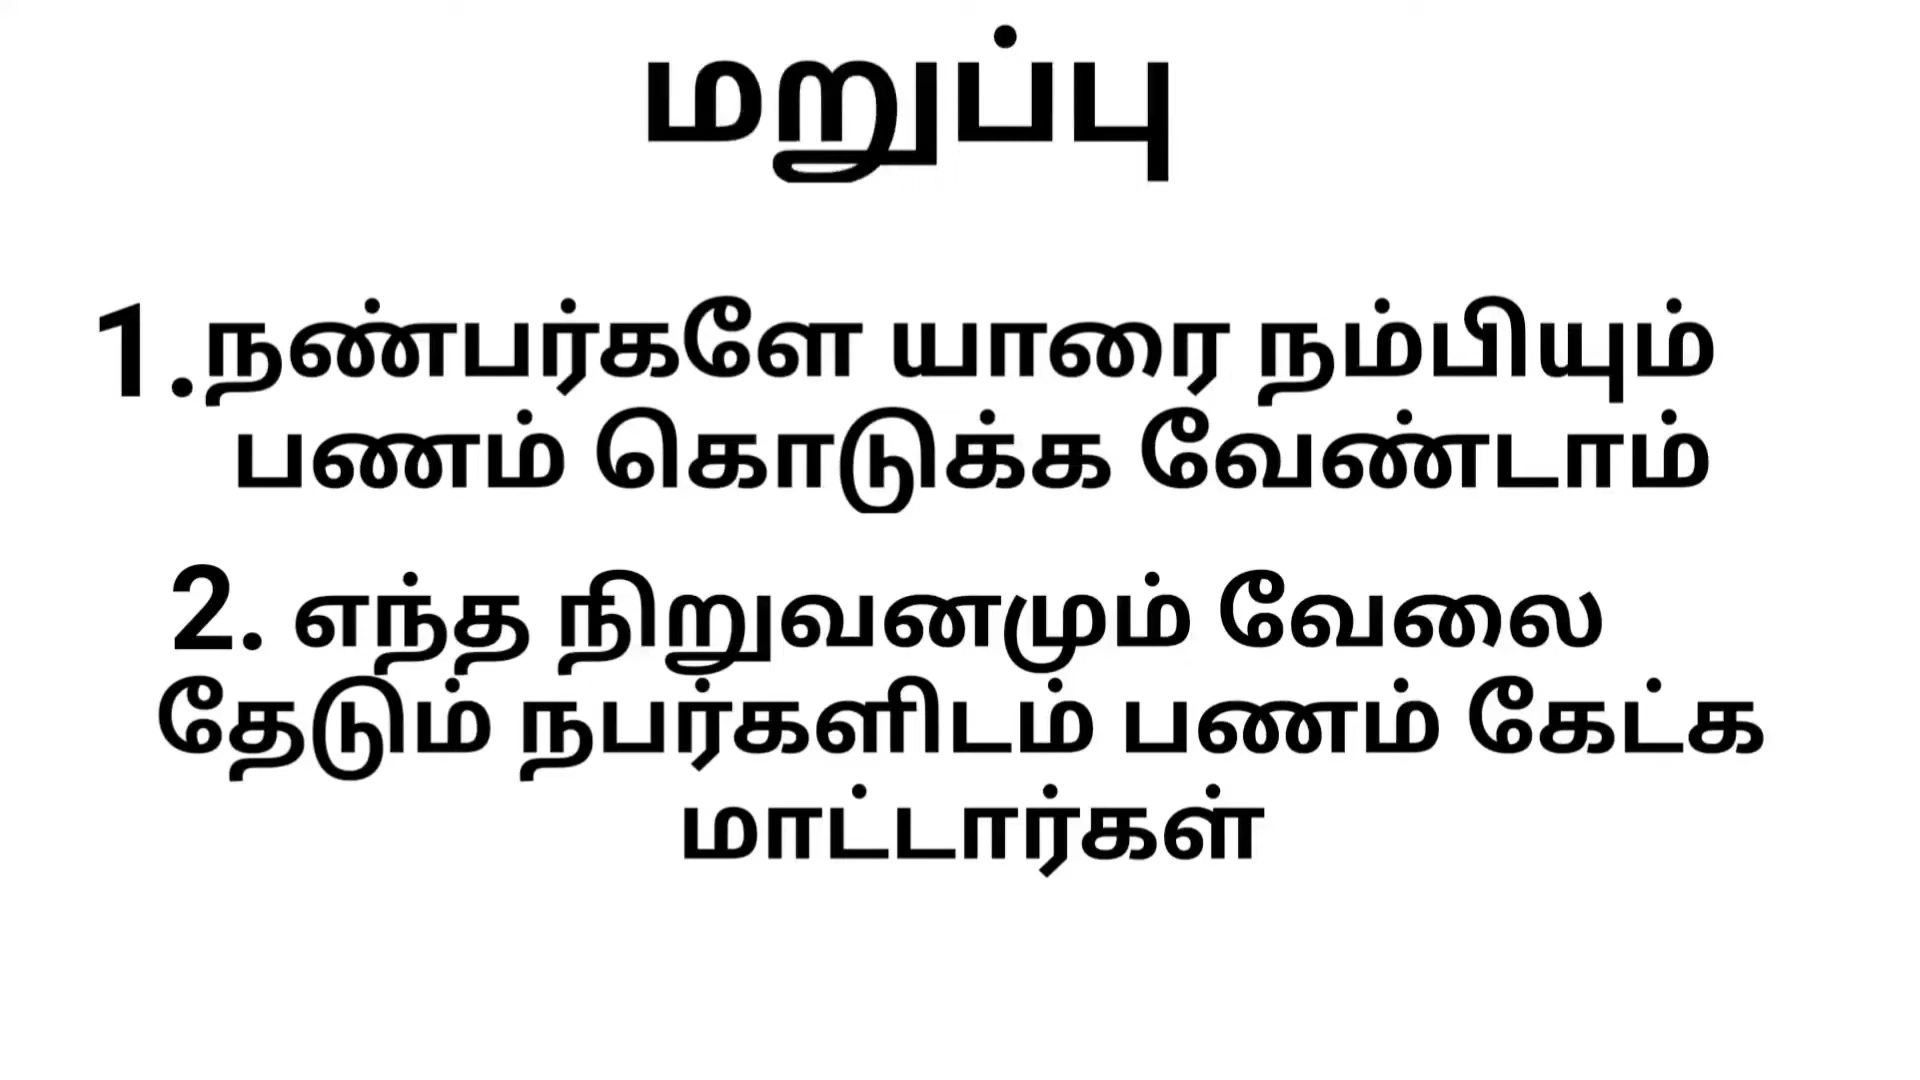 மறுப்பு
1.நண்பர்களே யாரை நம்பியும்
பணம் கொடுக்க வேண்டாம்
2. எந்த நிறுவனமும் வேலை
தேடும் நபர்களிடம் பணம் கேட்க
மாட்டார்கள்